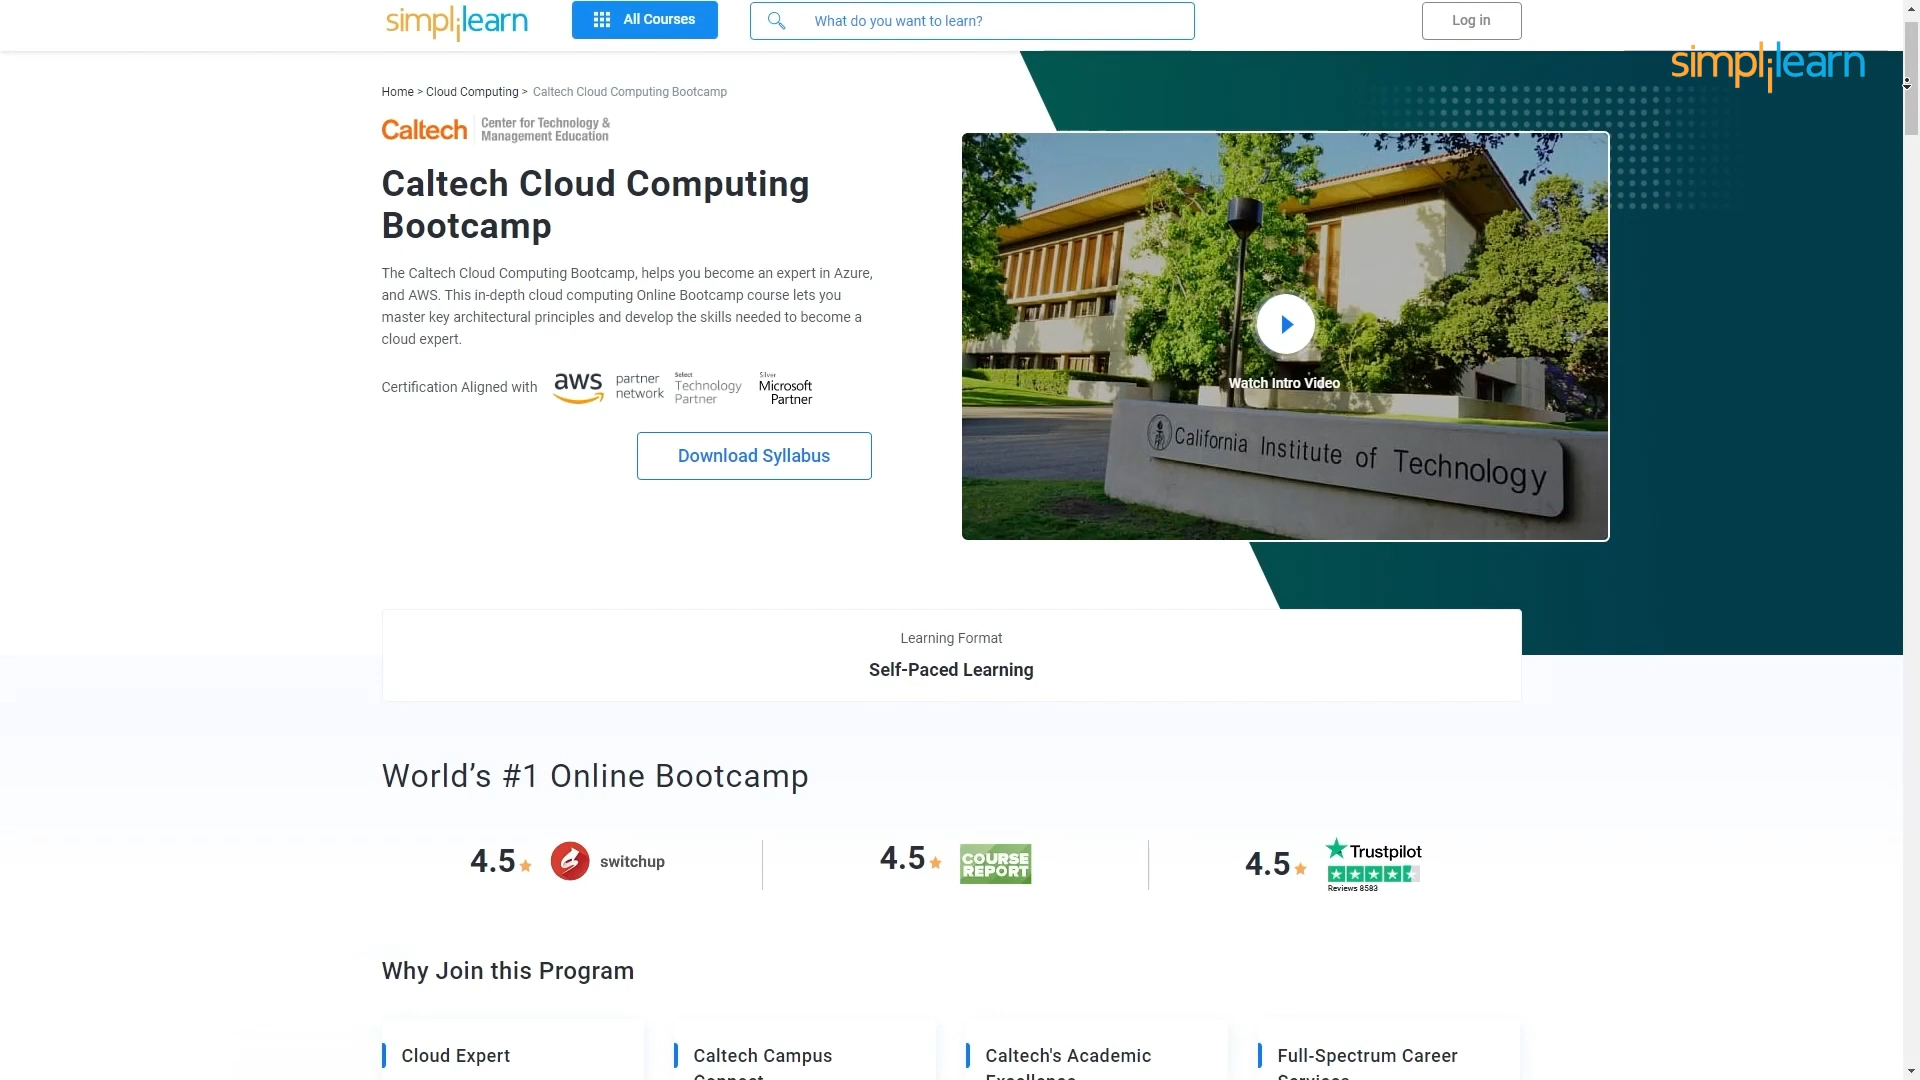 simplilearn
All Courses
What do you want to learn?
Log in
simplilearn
Home > Cloud Computing > Caltech Cloud Computing Bootcamp
Caltech
Center for Technology &
Management Education
Caltech Cloud Computing
Bootcamp
The Caltech Cloud Computing Bootcamp, helps you become an expert in Azure,
and AWS. This in-depth cloud computing Online Bootcamp course lets you
master key architectural principles and develop the skills needed to become a
cloud expert.
Certification Aligned with
aws
partner
network
Select
Technology
Partner
Silver
Microsoft
Partner
Download Syllabus
Watch Intro Video
California Institute of Technology
Learning Format
Self-Paced Learning
World’s #1 Online Bootcamp
4.5
switchup
4.5
COURSE
REPORT
4.5
Trustpilot
Reviews 8583
Why Join this Program
Cloud Expert
Caltech Campus
Connect
Caltech's Academic
Excellence
Full-Spectrum Career
Services